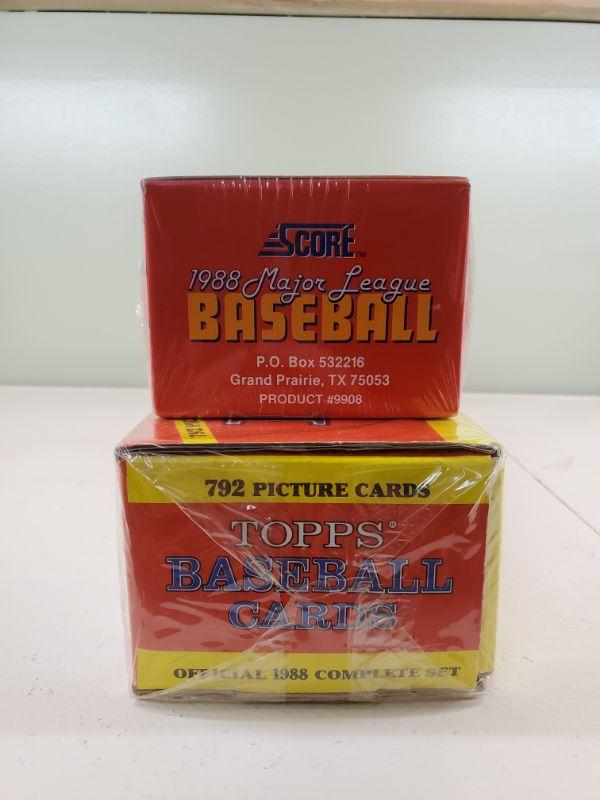 SCORE™
1988 Major League
BASEBALL
P.O. Box 532216
Grand Prairie, TX 75053
PRODUCT #9908
792 PICTURE CARDS
TOPPS®
BASEBALL
CARDS
OFFICIAL 1988 COMPLETE SET